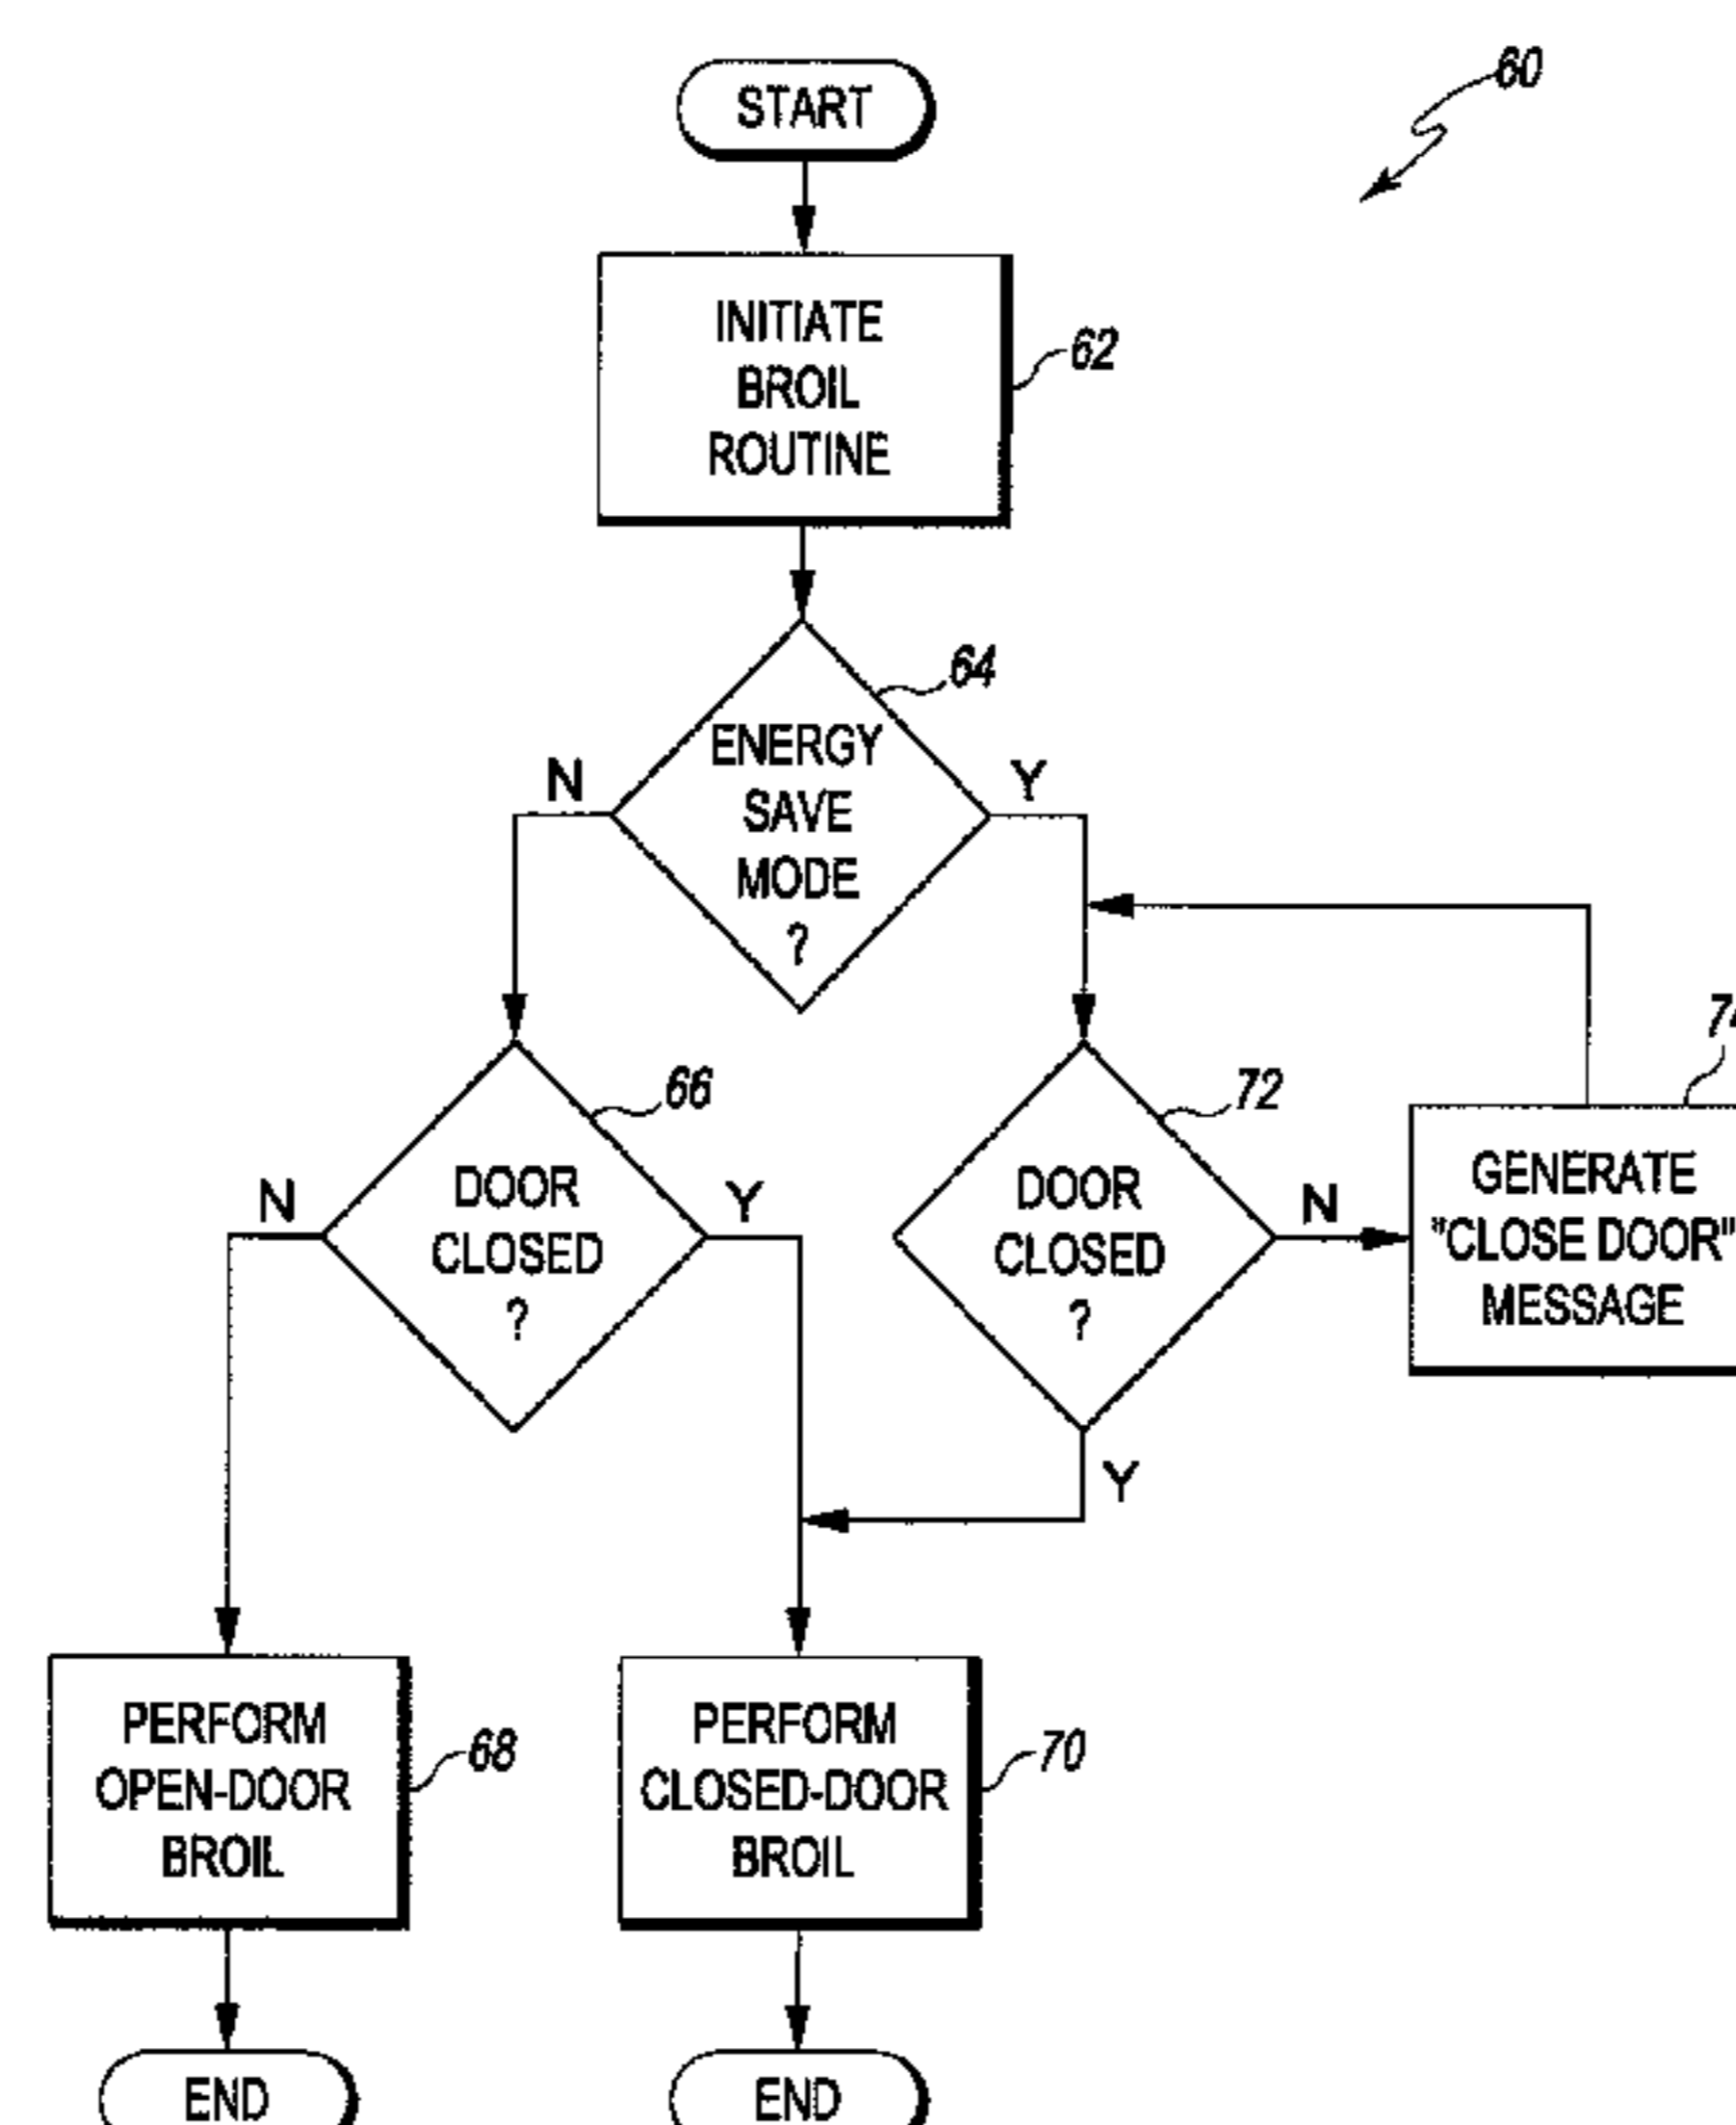 60
START
INITIATE
BROIL
ROUTINE
62
64
ENERGY
SAVE
MODE
?
N
Y
66
DOOR
CLOSED
?
N
Y
72
DOOR
CLOSED
?
N
Y
GENERATE
"CLOSE DOOR"
MESSAGE
PERFORM
OPEN-DOOR
BROIL
68
PERFORM
CLOSED-DOOR
BROIL
70
END
END